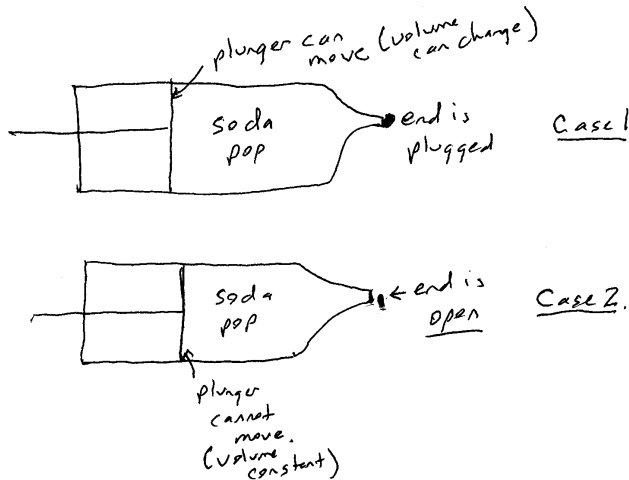 plunger can
move (volume
can change)
soda
pop
end is
plugged
Case 1
soda
pop
end is
open
Case 2.
plunger
cannot
move.
(volume
constant)